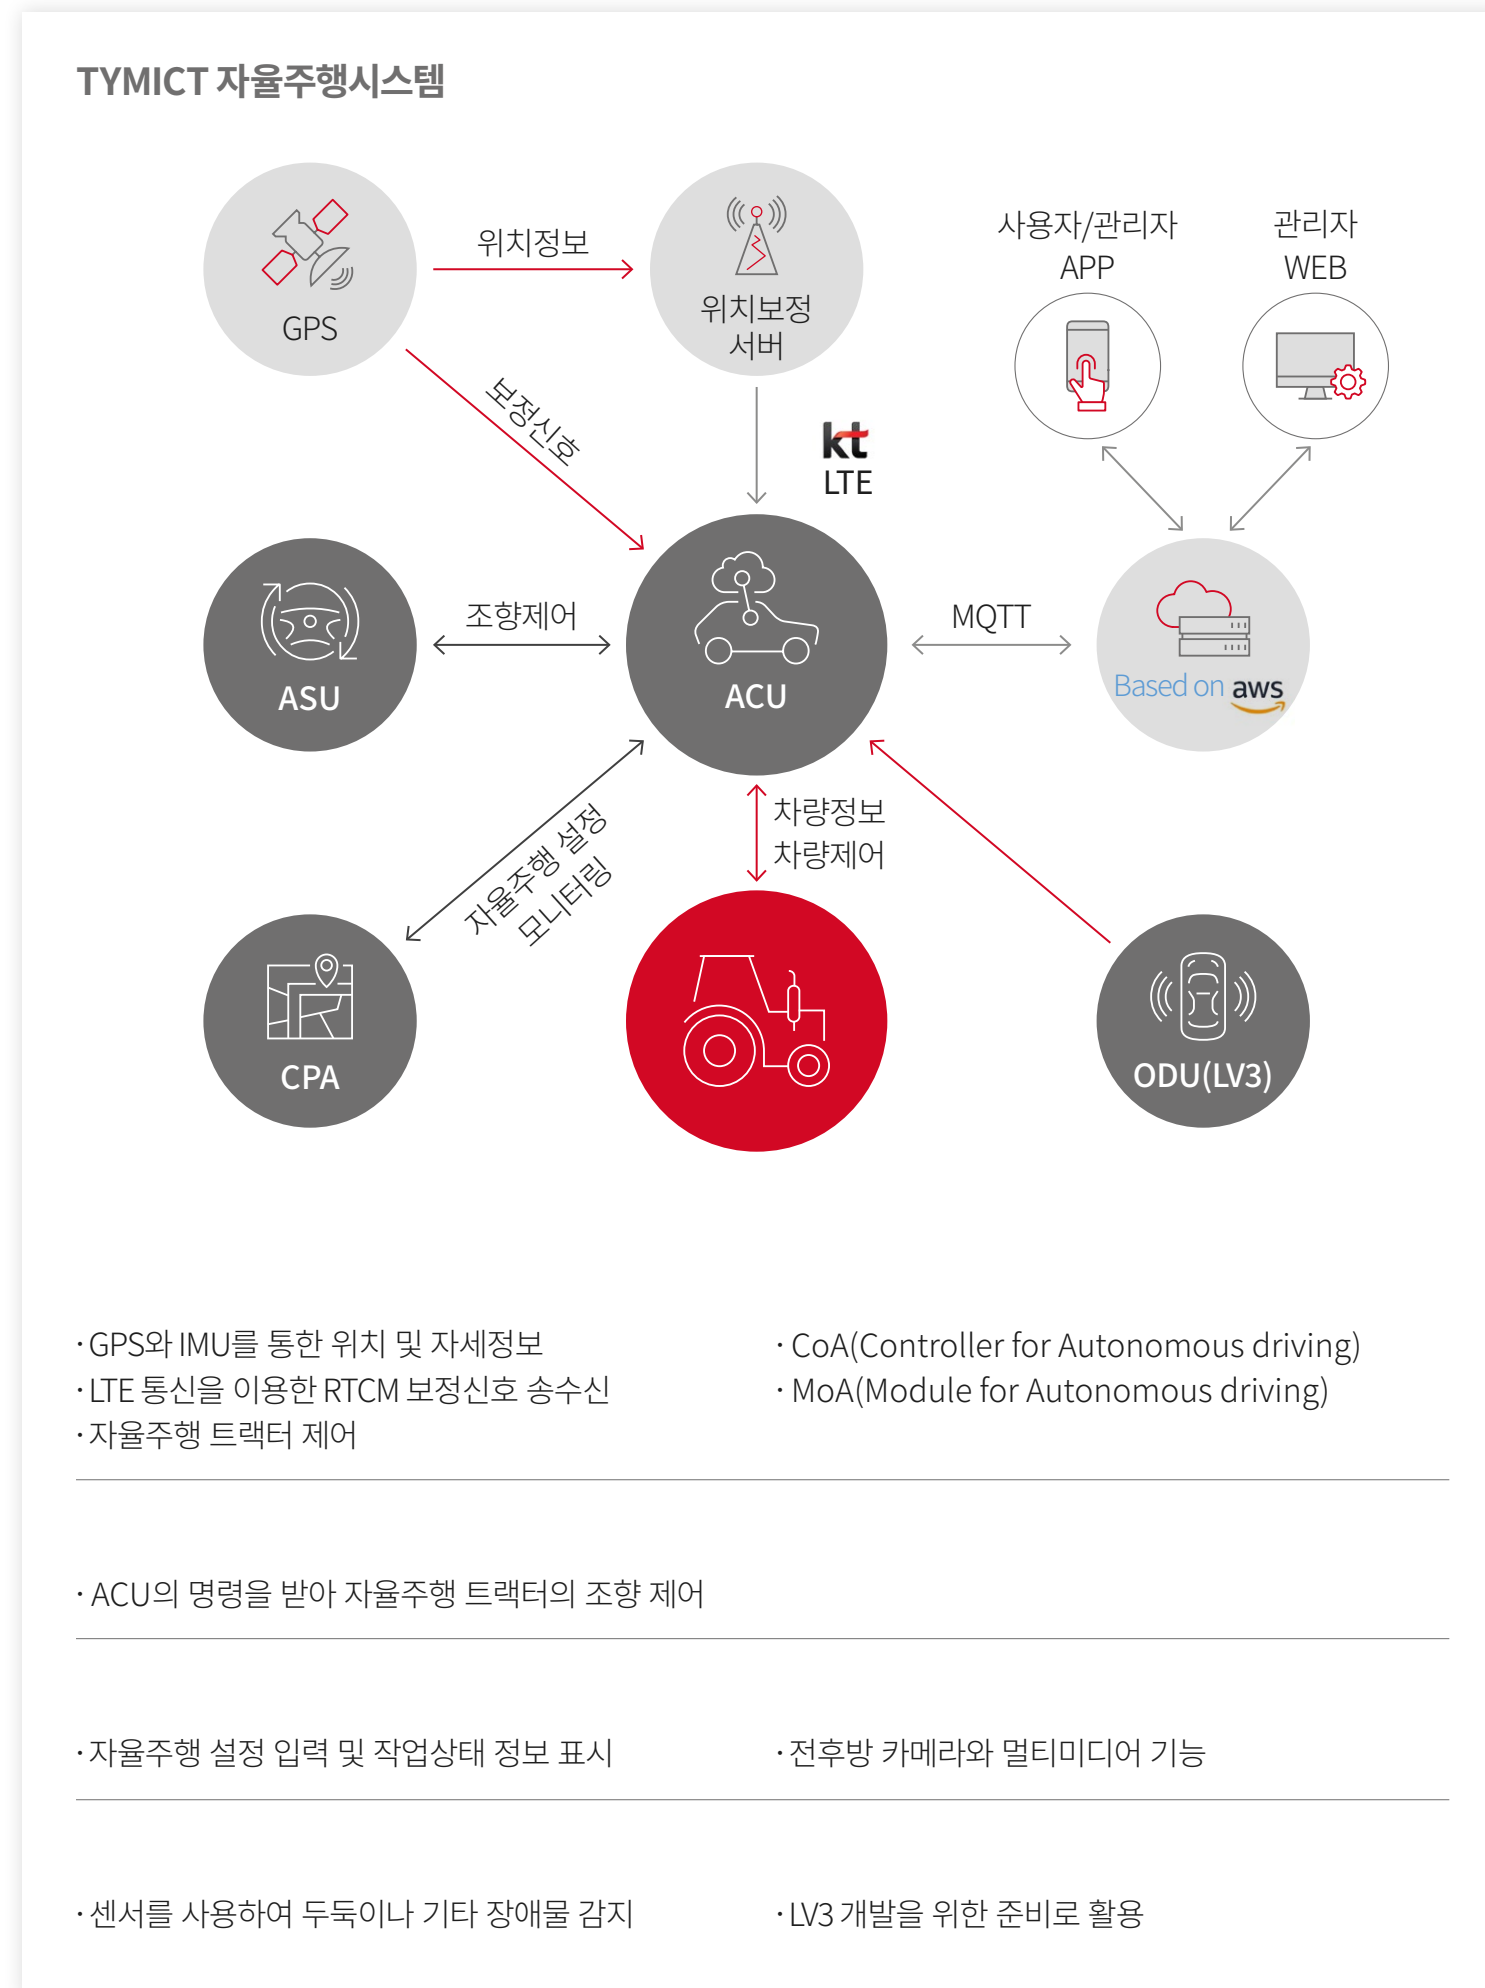 TYMICT 자율주행시스템
GPS
위치정보
위치보정
서버
사용자/관리자
APP
관리자
WEB
보정신호
kt
LTE
ASU
조향제어
ACU
MQTT
Based on aws
자율주행 설정
모니터링
차량정보
차량제어
CPA
ODU(LV3)
· GPS와 IMU를 통한 위치 및 자세정보
· LTE 통신을 이용한 RTCM 보정신호 송수신
· 자율주행 트랙터 제어
· CoA(Controller for Autonomous driving)
· MoA(Module for Autonomous driving)
· ACU의 명령을 받아 자율주행 트랙터의 조향 제어
· 자율주행 설정 입력 및 작업상태 정보 표시
· 전후방 카메라와 멀티미디어 기능
· 센서를 사용하여 두둑이나 기타 장애물 감지
· LV3 개발을 위한 준비로 활용